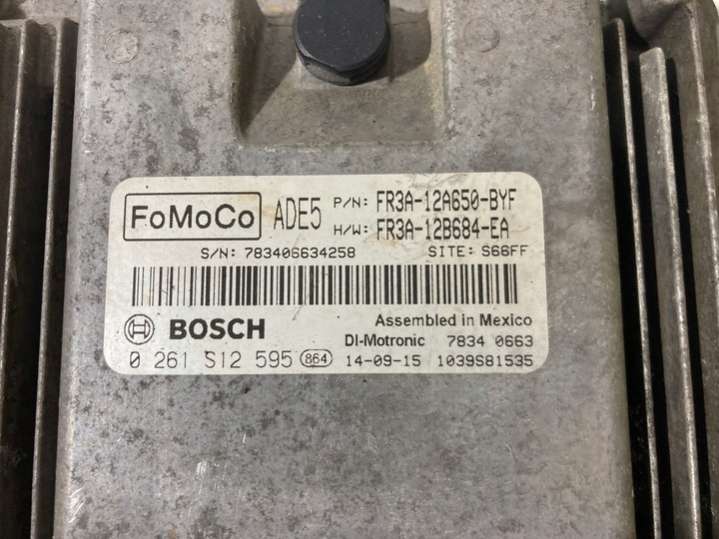 FoMoCo ADE5 P/N: FR3A-12A650-BYF
H/W: FR3A-12B684-EA
S/N: 783406634258 SITE: S66FF
BOSCH Assembled in Mexico
DI-Motronic 7834 0663
0 261 S12 595 864 14-09-15 1039S81535